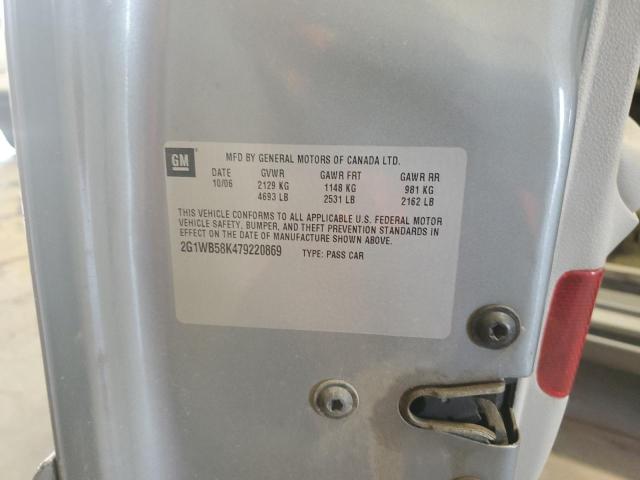 GM
MFD BY GENERAL MOTORS OF CANADA LTD.
DATE GVWR GAWR FRT GAWR RR
10/06 2129 KG 1148 KG 981 KG
4693 LB 2531 LB 2162 LB
THIS VEHICLE CONFORMS TO ALL APPLICABLE U.S. FEDERAL MOTOR
VEHICLE SAFETY, BUMPER, AND THEFT PREVENTION STANDARDS IN
EFFECT ON THE DATE OF MANUFACTURE SHOWN ABOVE.
2G1WB58K479220869 TYPE: PASS CAR